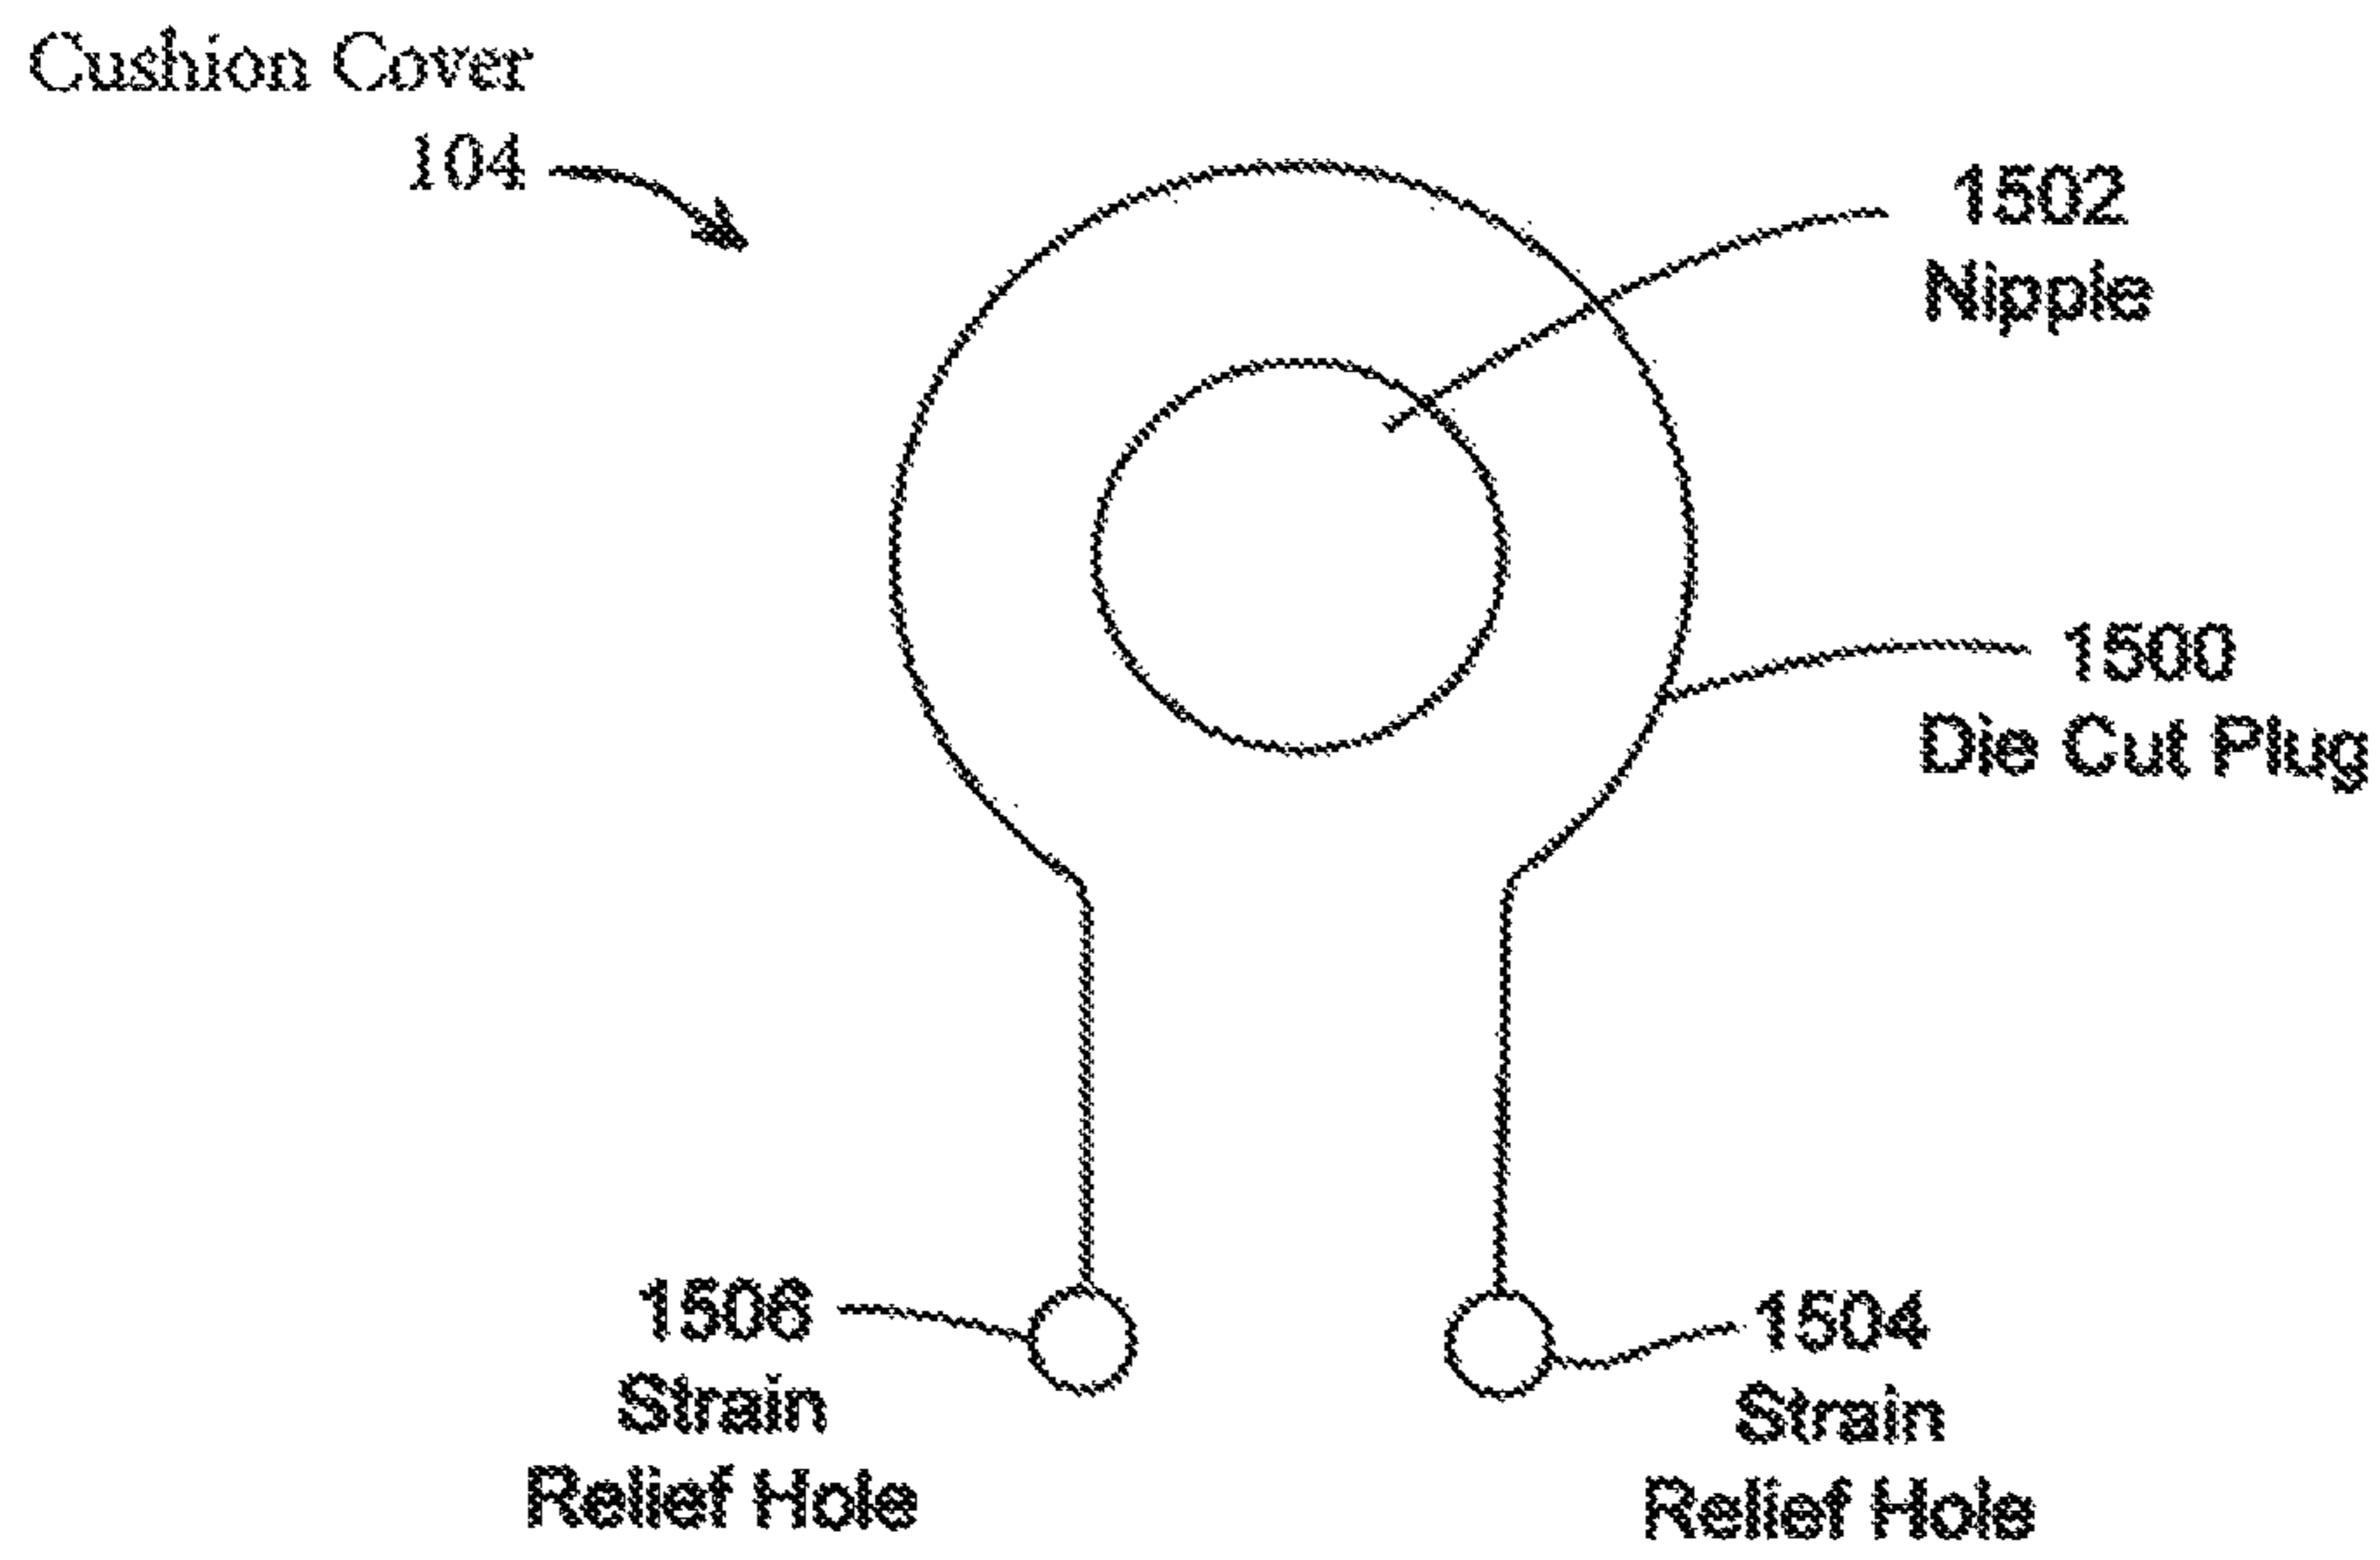 Cushion Cover
104
1502
Nipple
1500
Die Cut Plug
1506
Strain
Relief Hole
1504
Strain
Relief Hole